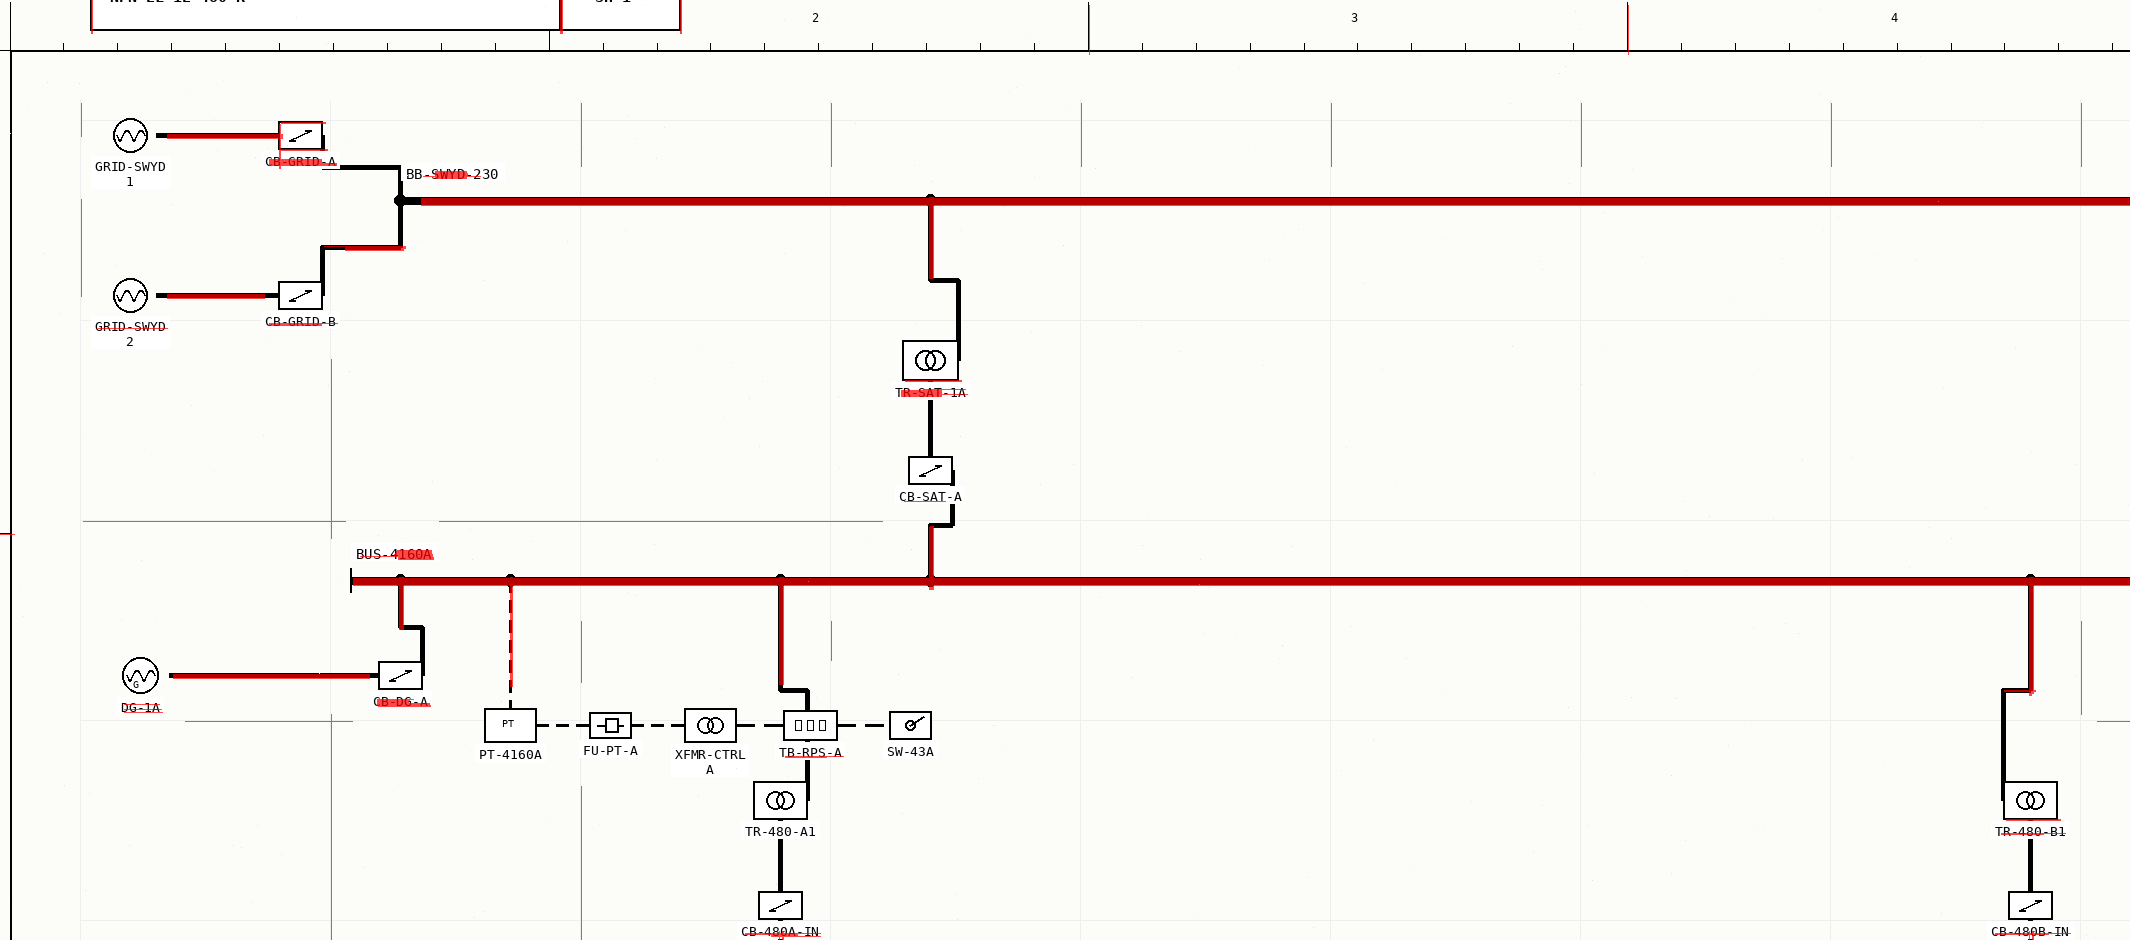 2 3 4
GRID-SWYD
1
CB-GRID-A
BB-SWYD-230
GRID-SWYD
2
CB-GRID-B
TR-SAT-1A
CB-SAT-A
BUS-4160A
G
DG-1A
CB-DG-A
PT
PT-4160A
FU-PT-A
XFMR-CTRL
A
TB-RPS-A
SW-43A
TR-480-A1
TR-480-B1
CB-480A-IN
CB-480B-IN